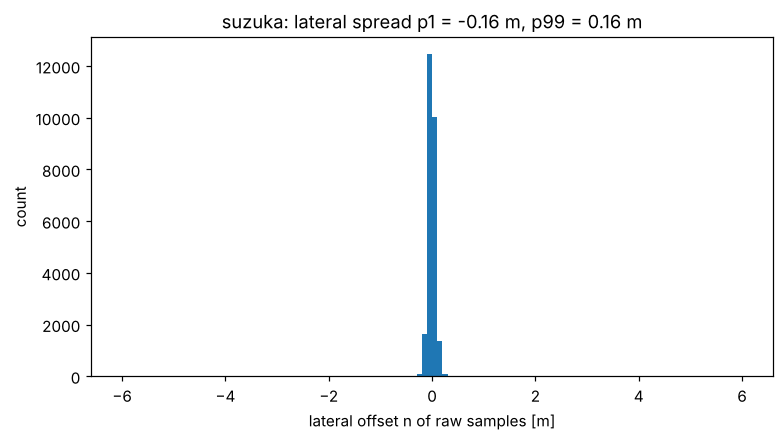 suzuka: lateral spread p1 = -0.16 m, p99 = 0.16 m
12000
10000
8000
6000
4000
2000
0
count
−6 −4 −2 0 2 4 6
lateral offset n of raw samples [m]